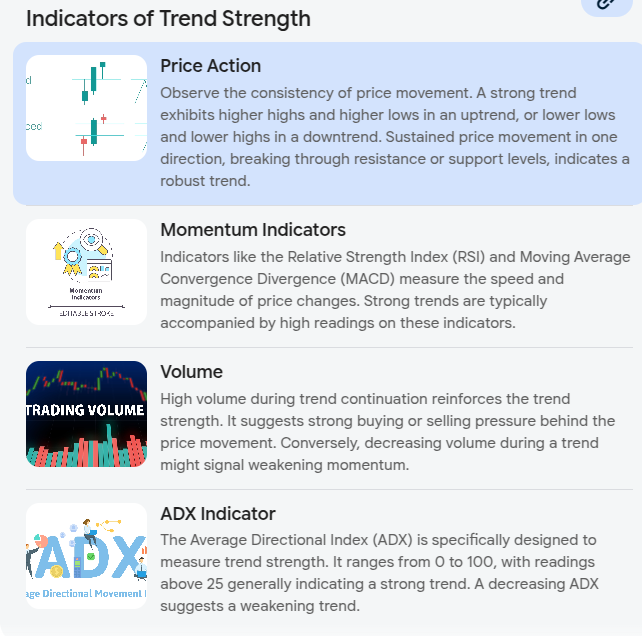 Indicators of Trend Strength
Price Action
Observe the consistency of price movement. A strong trend
exhibits higher highs and higher lows in an uptrend, or lower lows
and lower highs in a downtrend. Sustained price movement in one
direction, breaking through resistance or support levels, indicates a
robust trend.
Momentum Indicators
Indicators like the Relative Strength Index (RSI) and Moving Average
Convergence Divergence (MACD) measure the speed and
magnitude of price changes. Strong trends are typically
accompanied by high readings on these indicators.
Momentum
Indicators
EDITABLE STROKE
Volume
High volume during trend continuation reinforces the trend
strength. It suggests strong buying or selling pressure behind the
price movement. Conversely, decreasing volume during a trend
might signal weakening momentum.
TRADING VOLUME
ADX Indicator
The Average Directional Index (ADX) is specifically designed to
measure trend strength. It ranges from 0 to 100, with readings
above 25 generally indicating a strong trend. A decreasing ADX
suggests a weakening trend.
ADX
age Directional Movement I